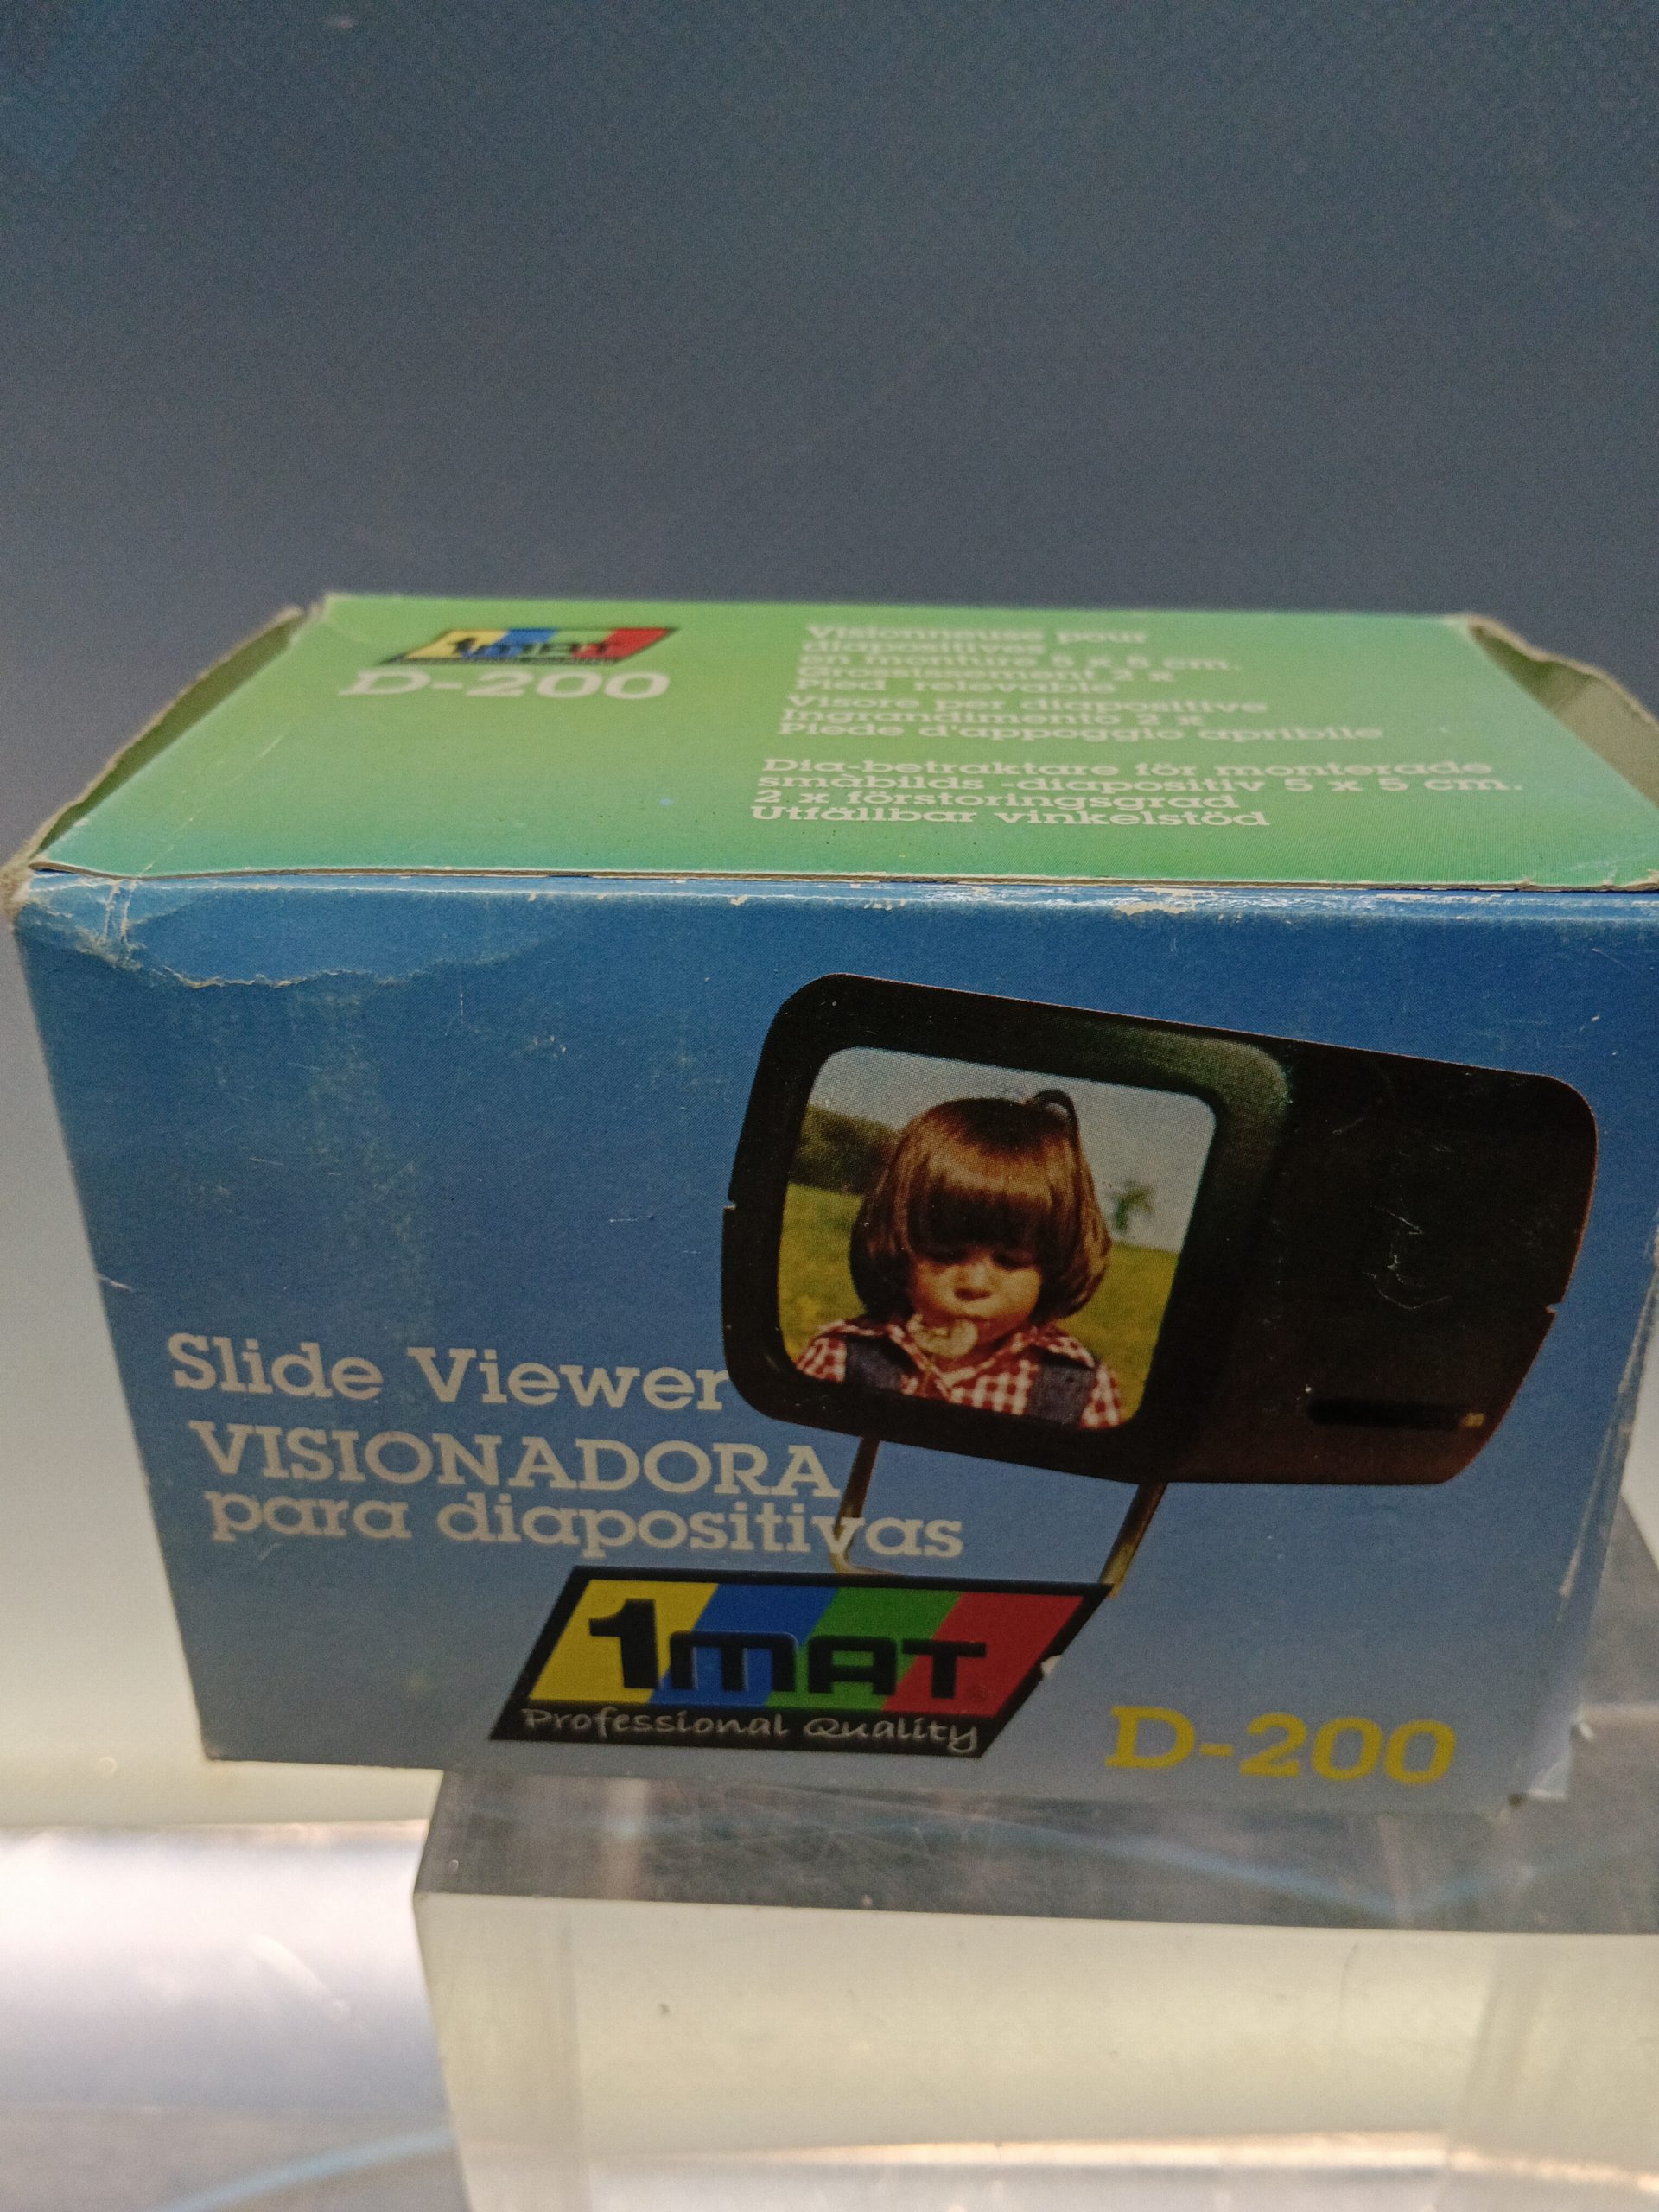 1mAT
D-200
Visionneuse pour
diapositives
en monture 5 x 5 cm.
Grossissement 2 x
Pied relevable
Visore per diapositive
Ingrandimento 2 x
Piede d'appoggio apribile
Dia-betraktare för monterade
småbilds -diapositiv 5 x 5 cm.
2 x förstoringsgrad
Utfällbar vinkelstöd
Slide Viewer
VISIONADORA
para diapositivas
1mAT
Professional Quality
D-200